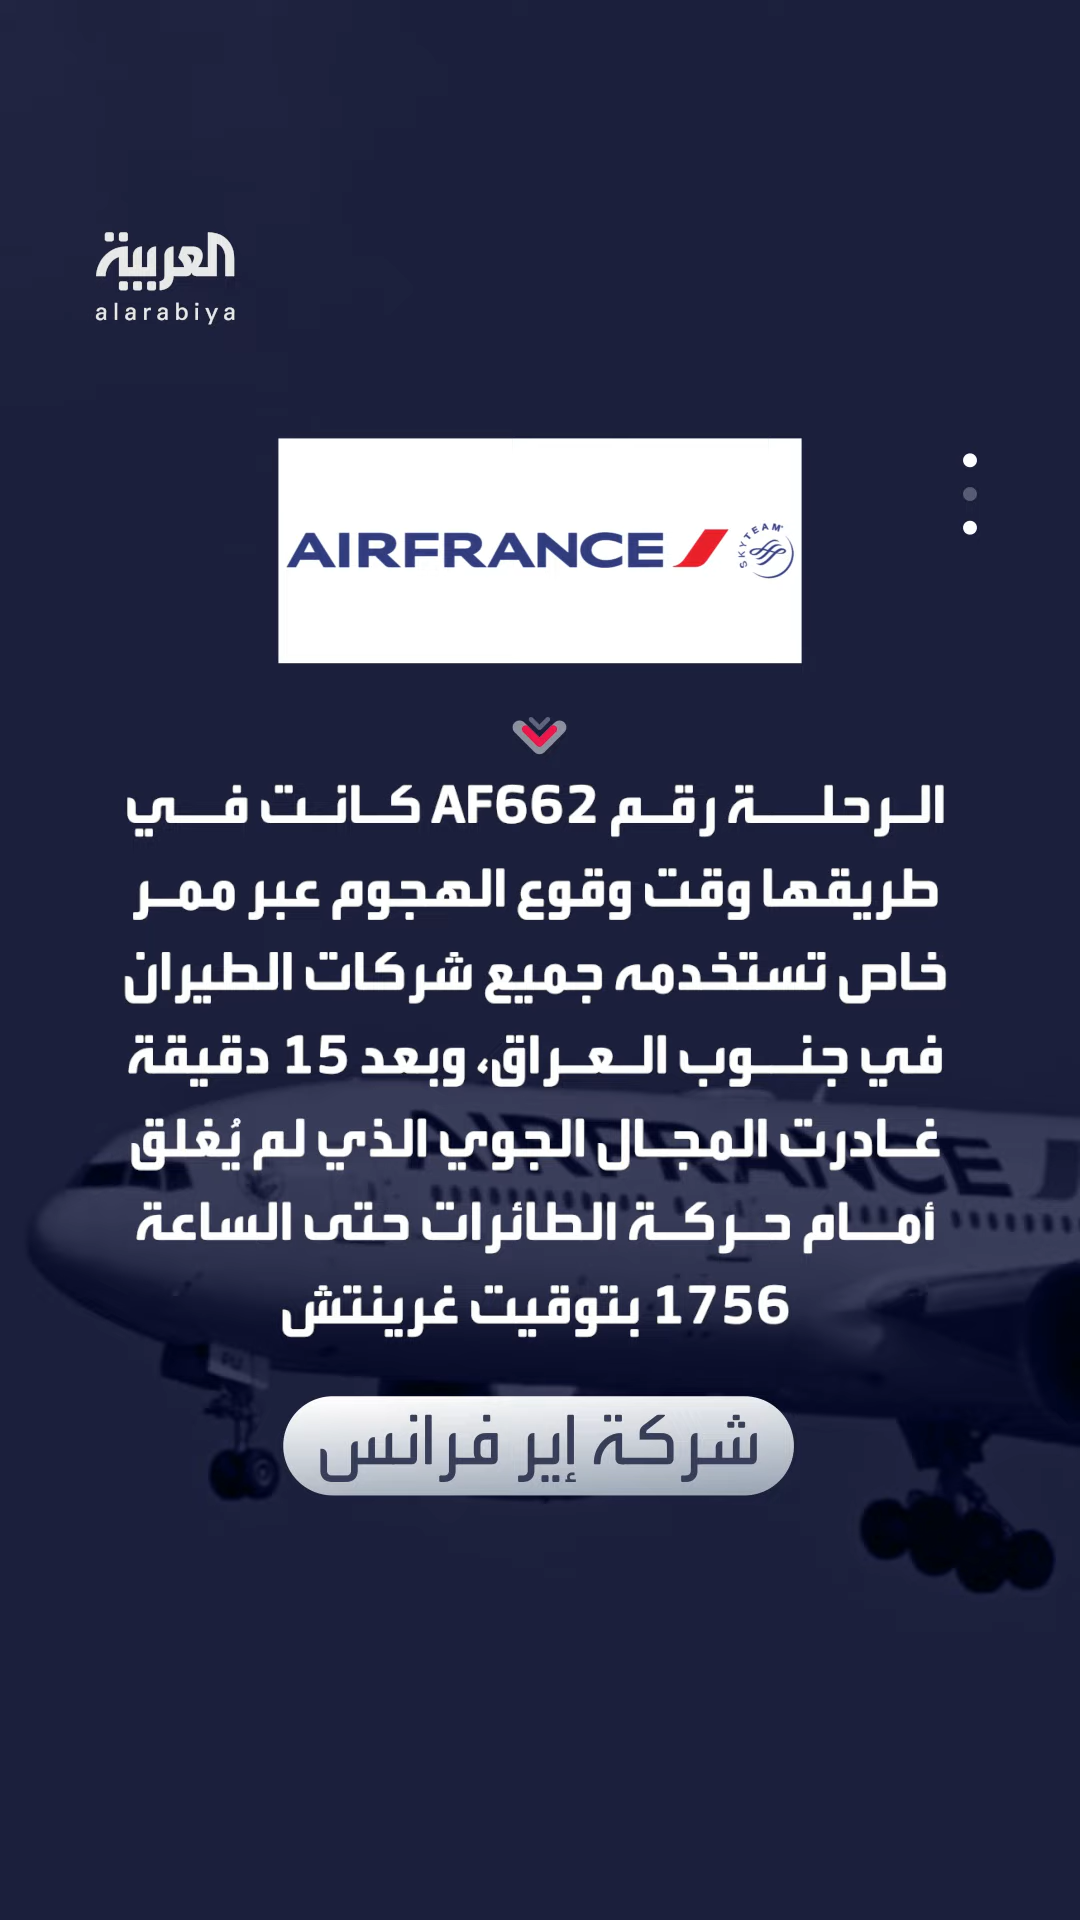 العربية
alarabiya
AIRFRANCE
SKYTEAM
الرحلة رقم AF662 كانت في
طريقها وقت وقوع الهجوم عبر ممر
خاص تستخدمه جميع شركات الطيران
في جنوب العراق، وبعد 15 دقيقة
غادرت المجال الجوي الذي لم يُغلق
أمام حركة الطائرات حتى الساعة
1756 بتوقيت غرينتش
AIRFRANCE
شركة إير فرانس